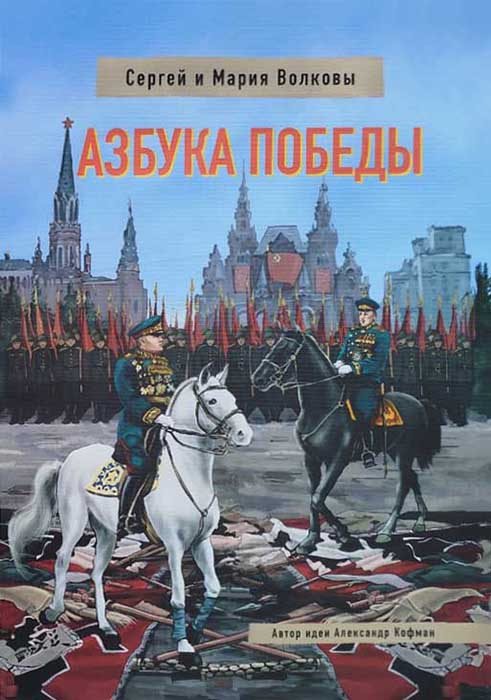 Сергей и Мария Волковы
АЗБУКА ПОБЕДЫ
Автор идеи Александр Кофман